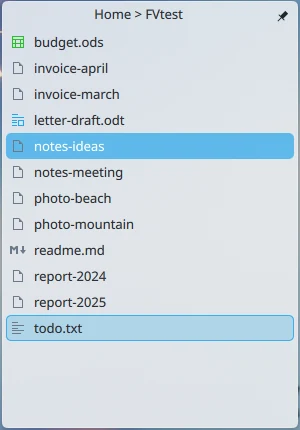 Home > FVtest
budget.ods
invoice-april
invoice-march
letter-draft.odt
notes-ideas
notes-meeting
photo-beach
photo-mountain
M↓ readme.md
report-2024
report-2025
todo.txt